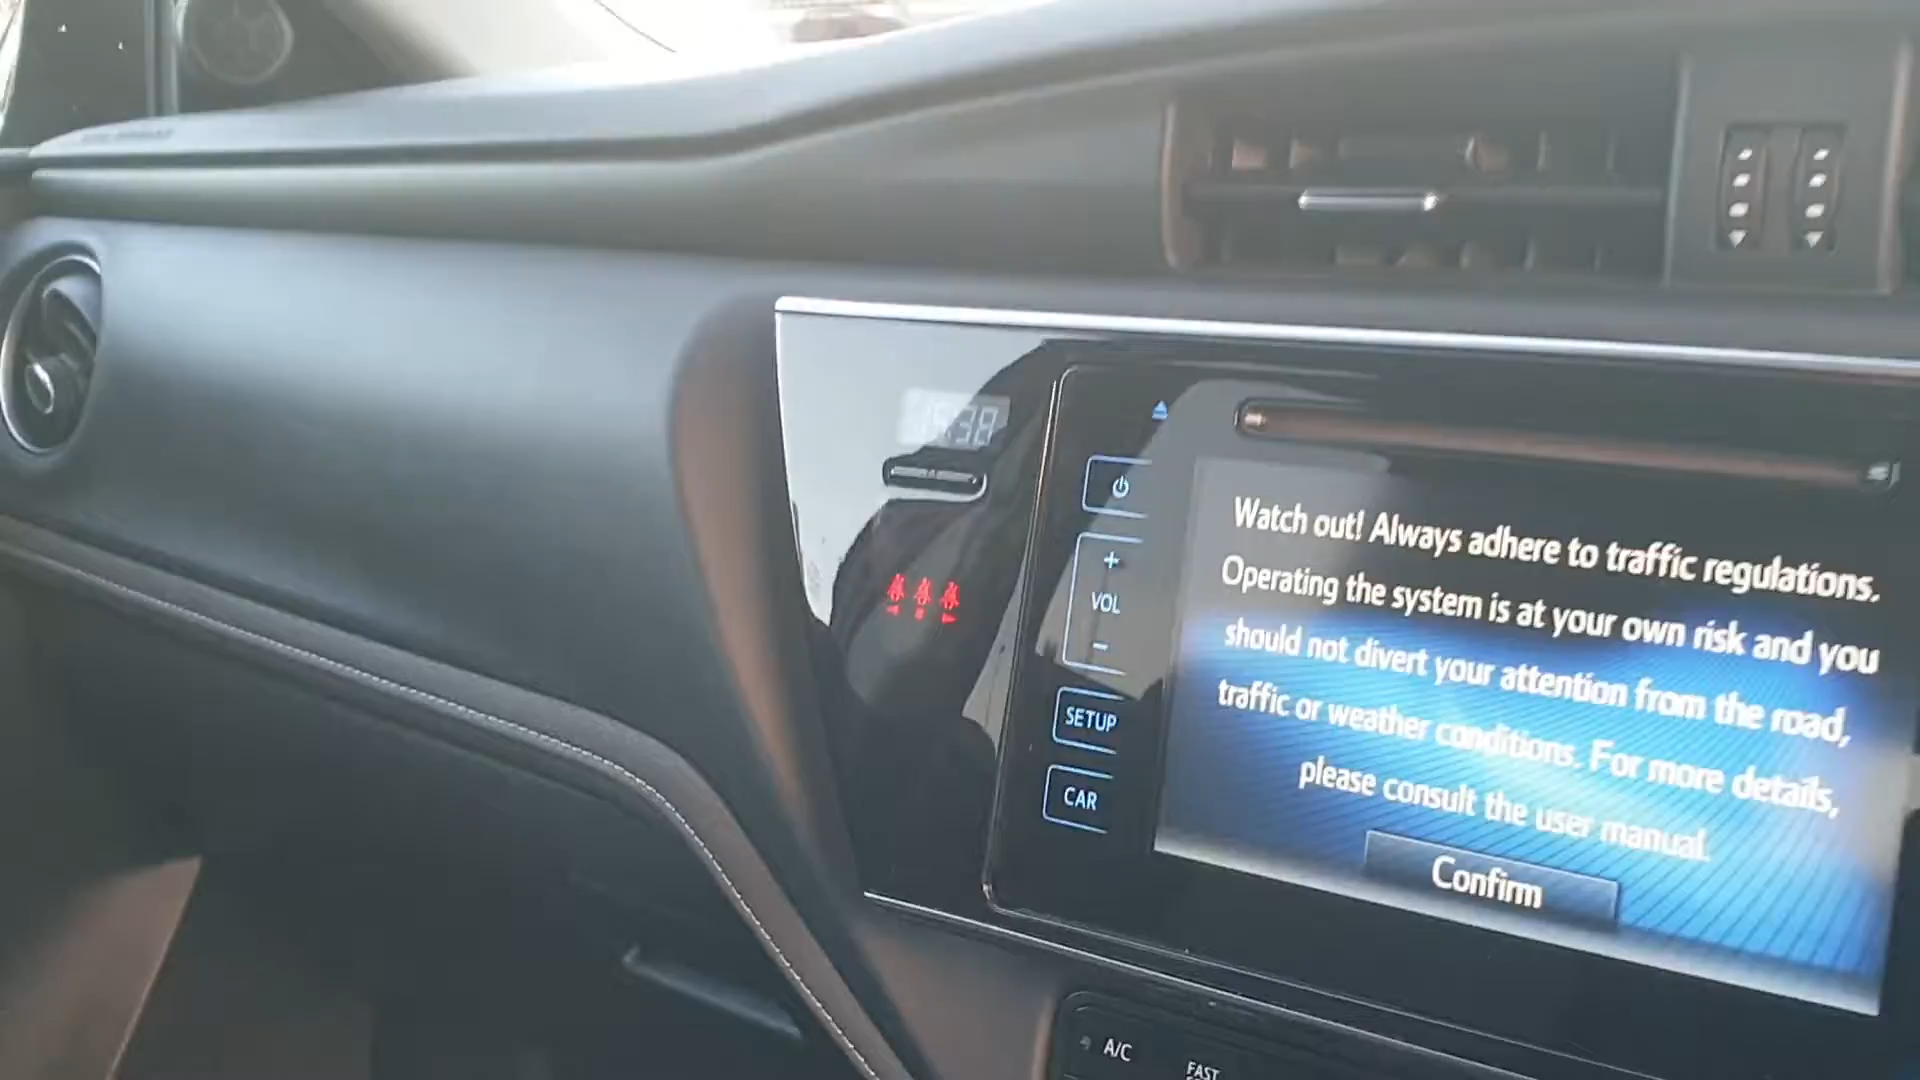 Watch out! Always adhere to traffic regulations.
Operating the system is at your own risk and you
should not divert your attention from the road,
traffic or weather conditions. For more details,
please consult the user manual.
Confirm
+
VOL
-
SETUP
CAR
A/C
FAST